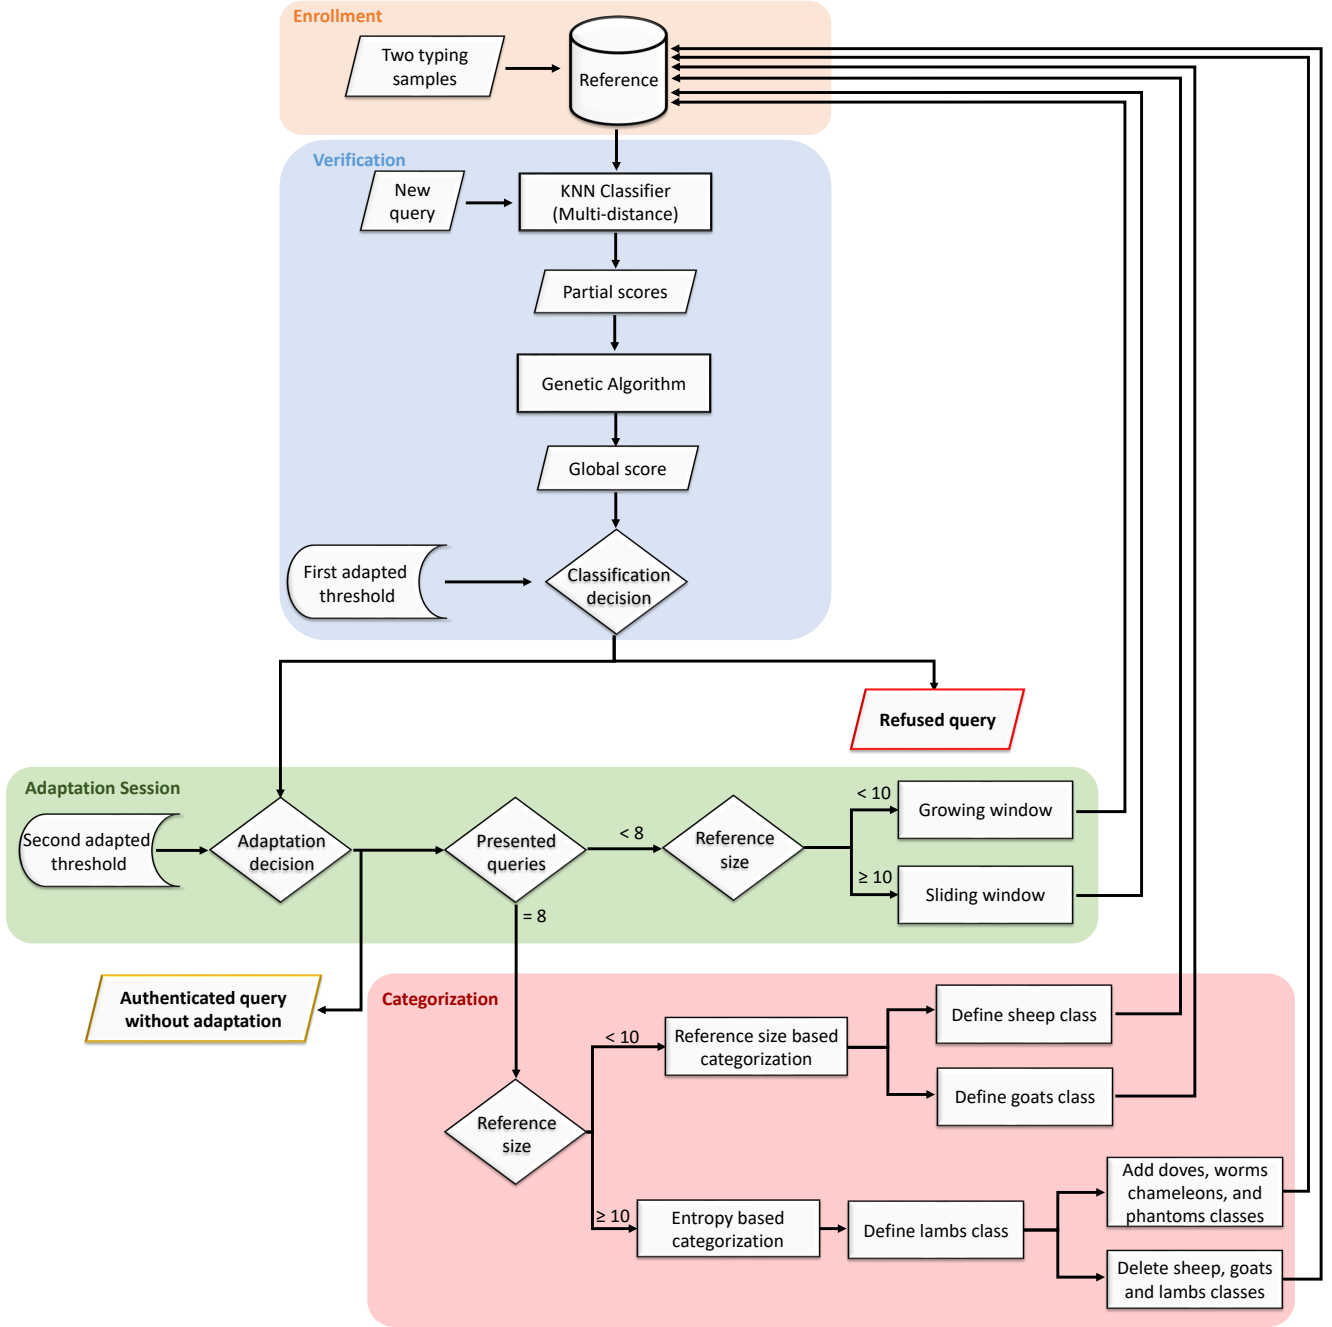 Enrollment
Two typing
samples
Reference
Verification
New
query
KNN Classifier
(Multi-distance)
Partial scores
Genetic Algorithm
Global score
First adapted
threshold
Classification
decision
Refused query
Adaptation Session
Second adapted
threshold
Adaptation
decision
Presented
queries
< 8
= 8
Reference
size
< 10
Growing window
≥ 10
Sliding window
Authenticated query
without adaptation
Categorization
Reference
size
< 10
Reference size based
categorization
Define sheep class
Define goats class
≥ 10
Entropy based
categorization
Define lambs class
Add doves, worms
chameleons, and
phantoms classes
Delete sheep, goats
and lambs classes